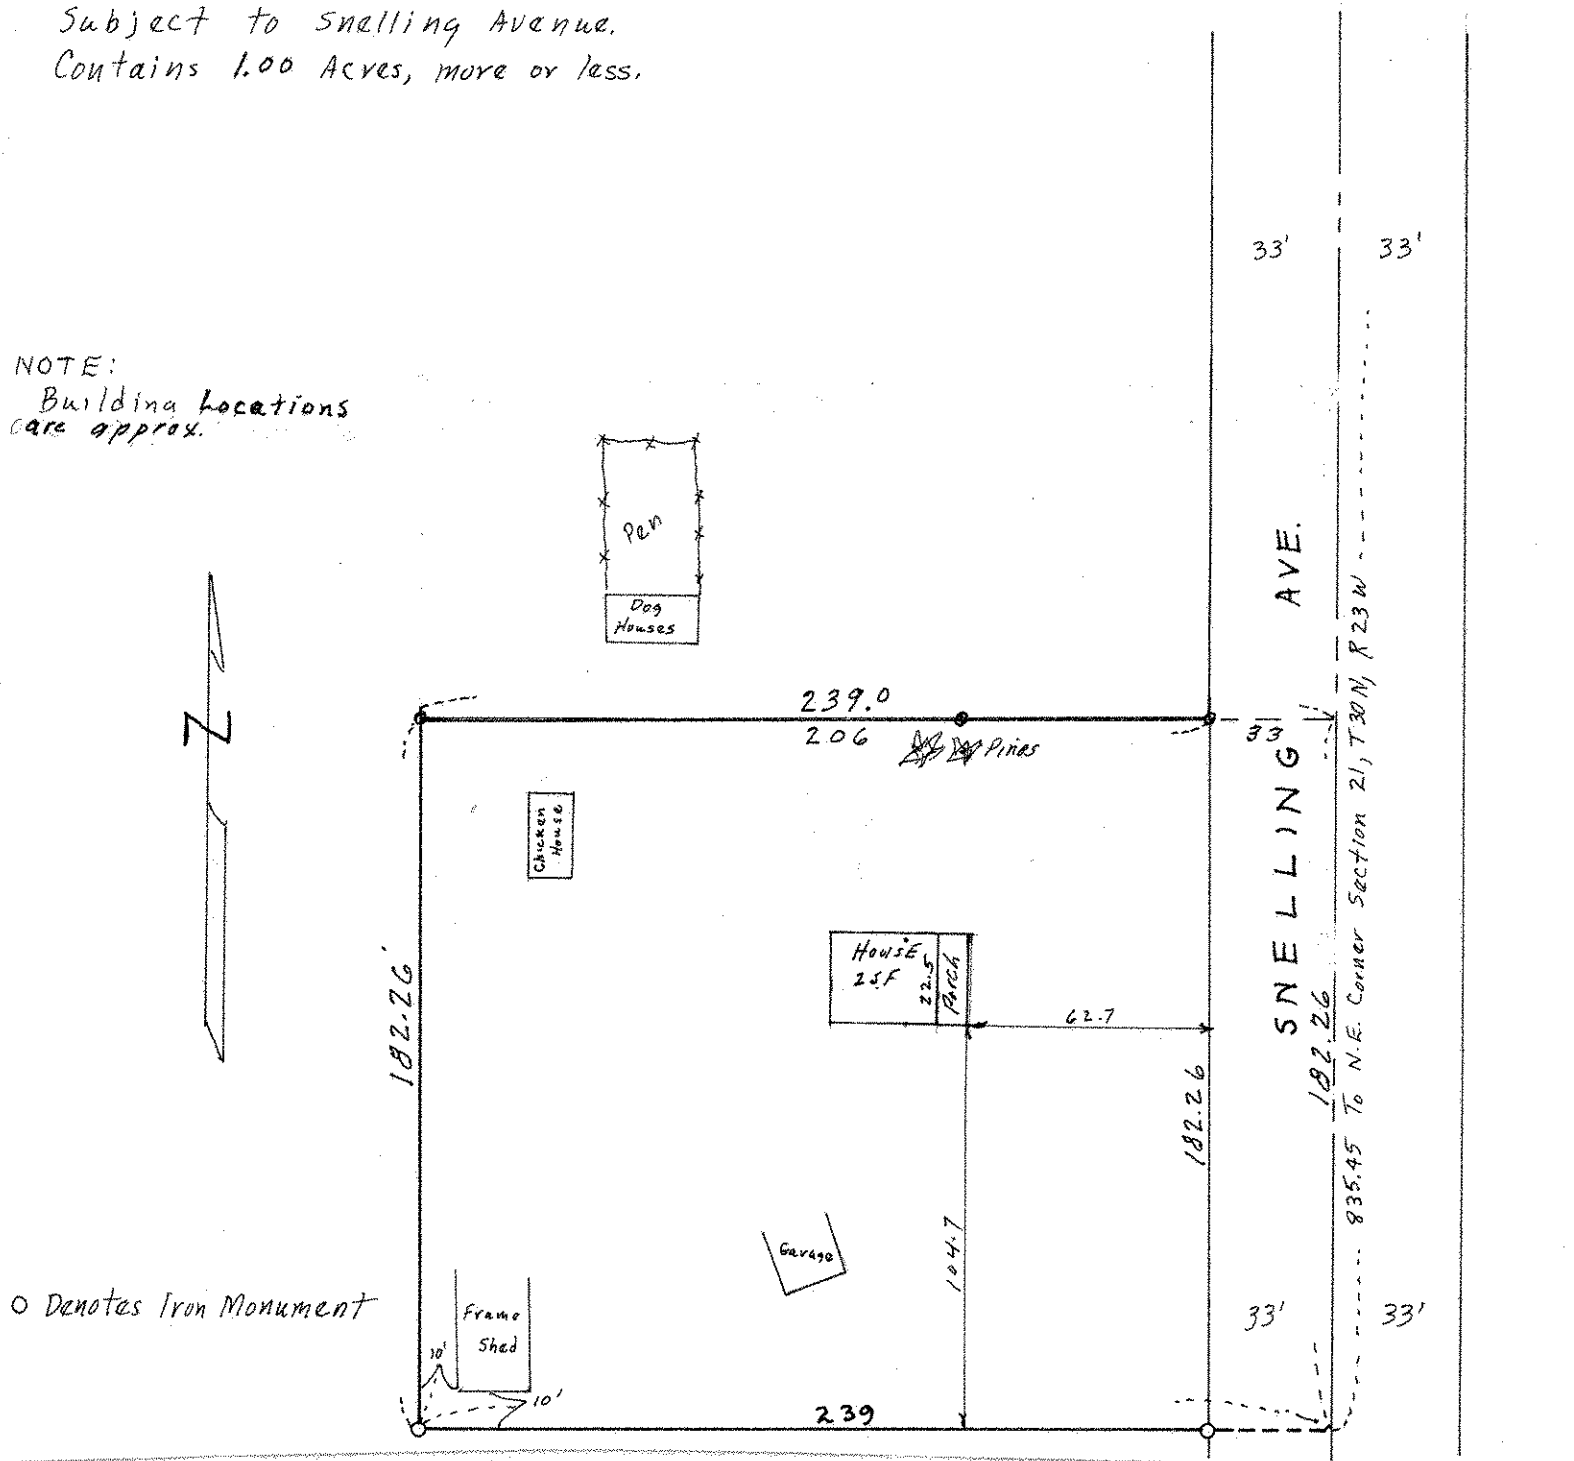 Subject to Snelling Avenue.
Contains 1.00 Acres, more or less.
33'
33'
NOTE:
Building Locations
are approx.
Pen
Dog
Houses
SNELLING AVE.
835.45 To N.E. Corner Section 21, T30N, R23W
N
239.0
206
33
Pines
Chicken
House
House
2S.F
22.5
Porch
62.7
182.26'
182.26
182.26
104.7
Garage
O Denotes Iron Monument
Frame
Shed
10'
10'
33'
33'
239